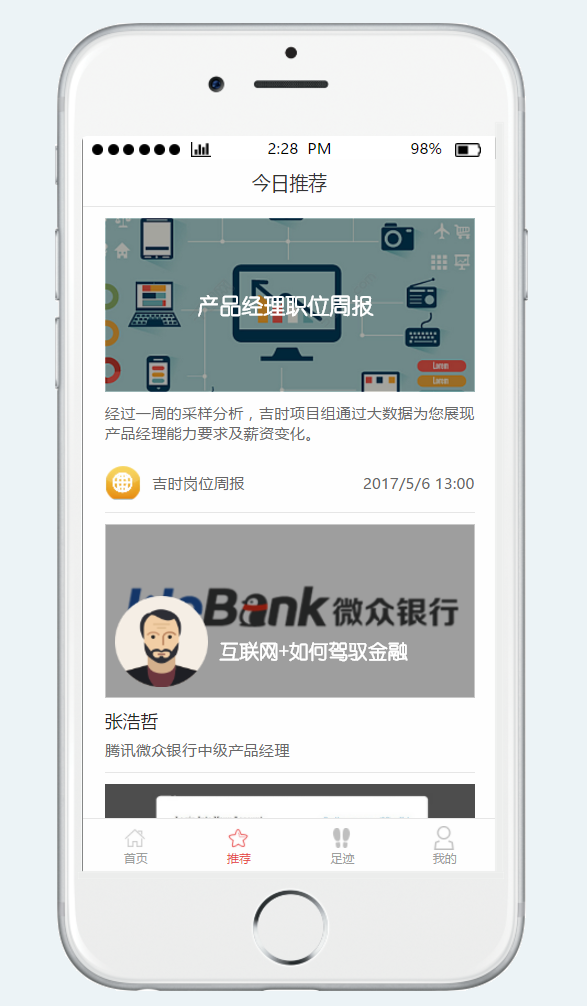 2:28 PM
98%
今日推荐
产品经理职位周报
Lorem
Lorem
经过一周的采样分析，吉时项目组通过大数据为您展现
产品经理能力要求及薪资变化。
吉时岗位周报
2017/5/6 13:00
WeBank 微众银行
互联网+如何驾驭金融
张浩哲
腾讯微众银行中级产品经理
首页
推荐
足迹
我的